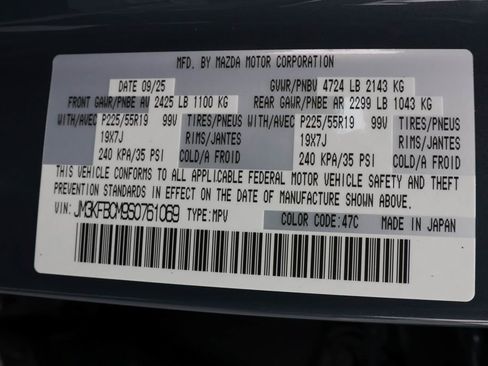 MFD. BY MAZDA MOTOR CORPORATION
DATE 09/25 GVWR/PNBV 4724 LB 2143 KG
FRONT GAWR/PNBE AV 2425 LB 1100 KG REAR GAWR/PNBE AR 2299 LB 1043 KG
WITH/AVEC P225/55R19 99V TIRES/PNEUS WITH/AVEC P225/55R19 99V TIRES/PNEUS
19X7J RIMS/JANTES 19X7J RIMS/JANTES
240 KPA/35 PSI COLD/A FROID 240 KPA/35 PSI COLD/A FROID
THIS VEHICLE CONFORMS TO ALL APPLICABLE FEDERAL MOTOR VEHICLE SAFETY AND THEFT
PREVENTION STANDARDS IN EFFECT ON THE DATE OF MANUFACTURE SHOWN ABOVE.
VIN: JM3KFBCM9S0761069 TYPE:MPV COLOR CODE:47C MADE IN JAPAN